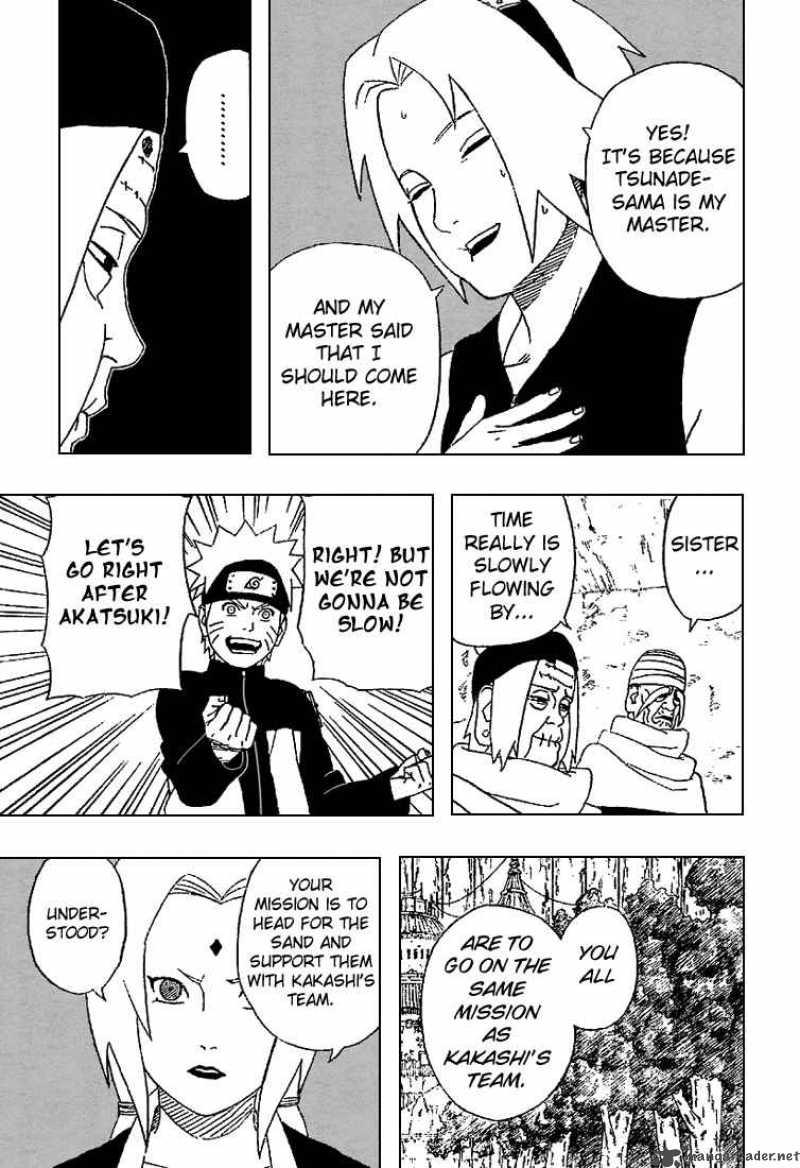 YES!
IT'S BECAUSE
TSUNADE-
SAMA IS MY
MASTER.
AND MY
MASTER SAID
THAT I
SHOULD COME
HERE.
.........
SISTER
...
TIME
REALLY IS
SLOWLY
FLOWING
BY...
RIGHT! BUT
WE'RE NOT
GONNA BE
SLOW!
LET'S
GO RIGHT
AFTER
AKATSUKI!
YOU
ALL
ARE TO
GO ON THE
SAME
MISSION
AS
KAKASHI'S
TEAM.
YOUR
MISSION IS TO
HEAD FOR THE
SAND AND
SUPPORT THEM
WITH KAKASHI'S
TEAM.
UNDER-
STOOD?
mangareader.net